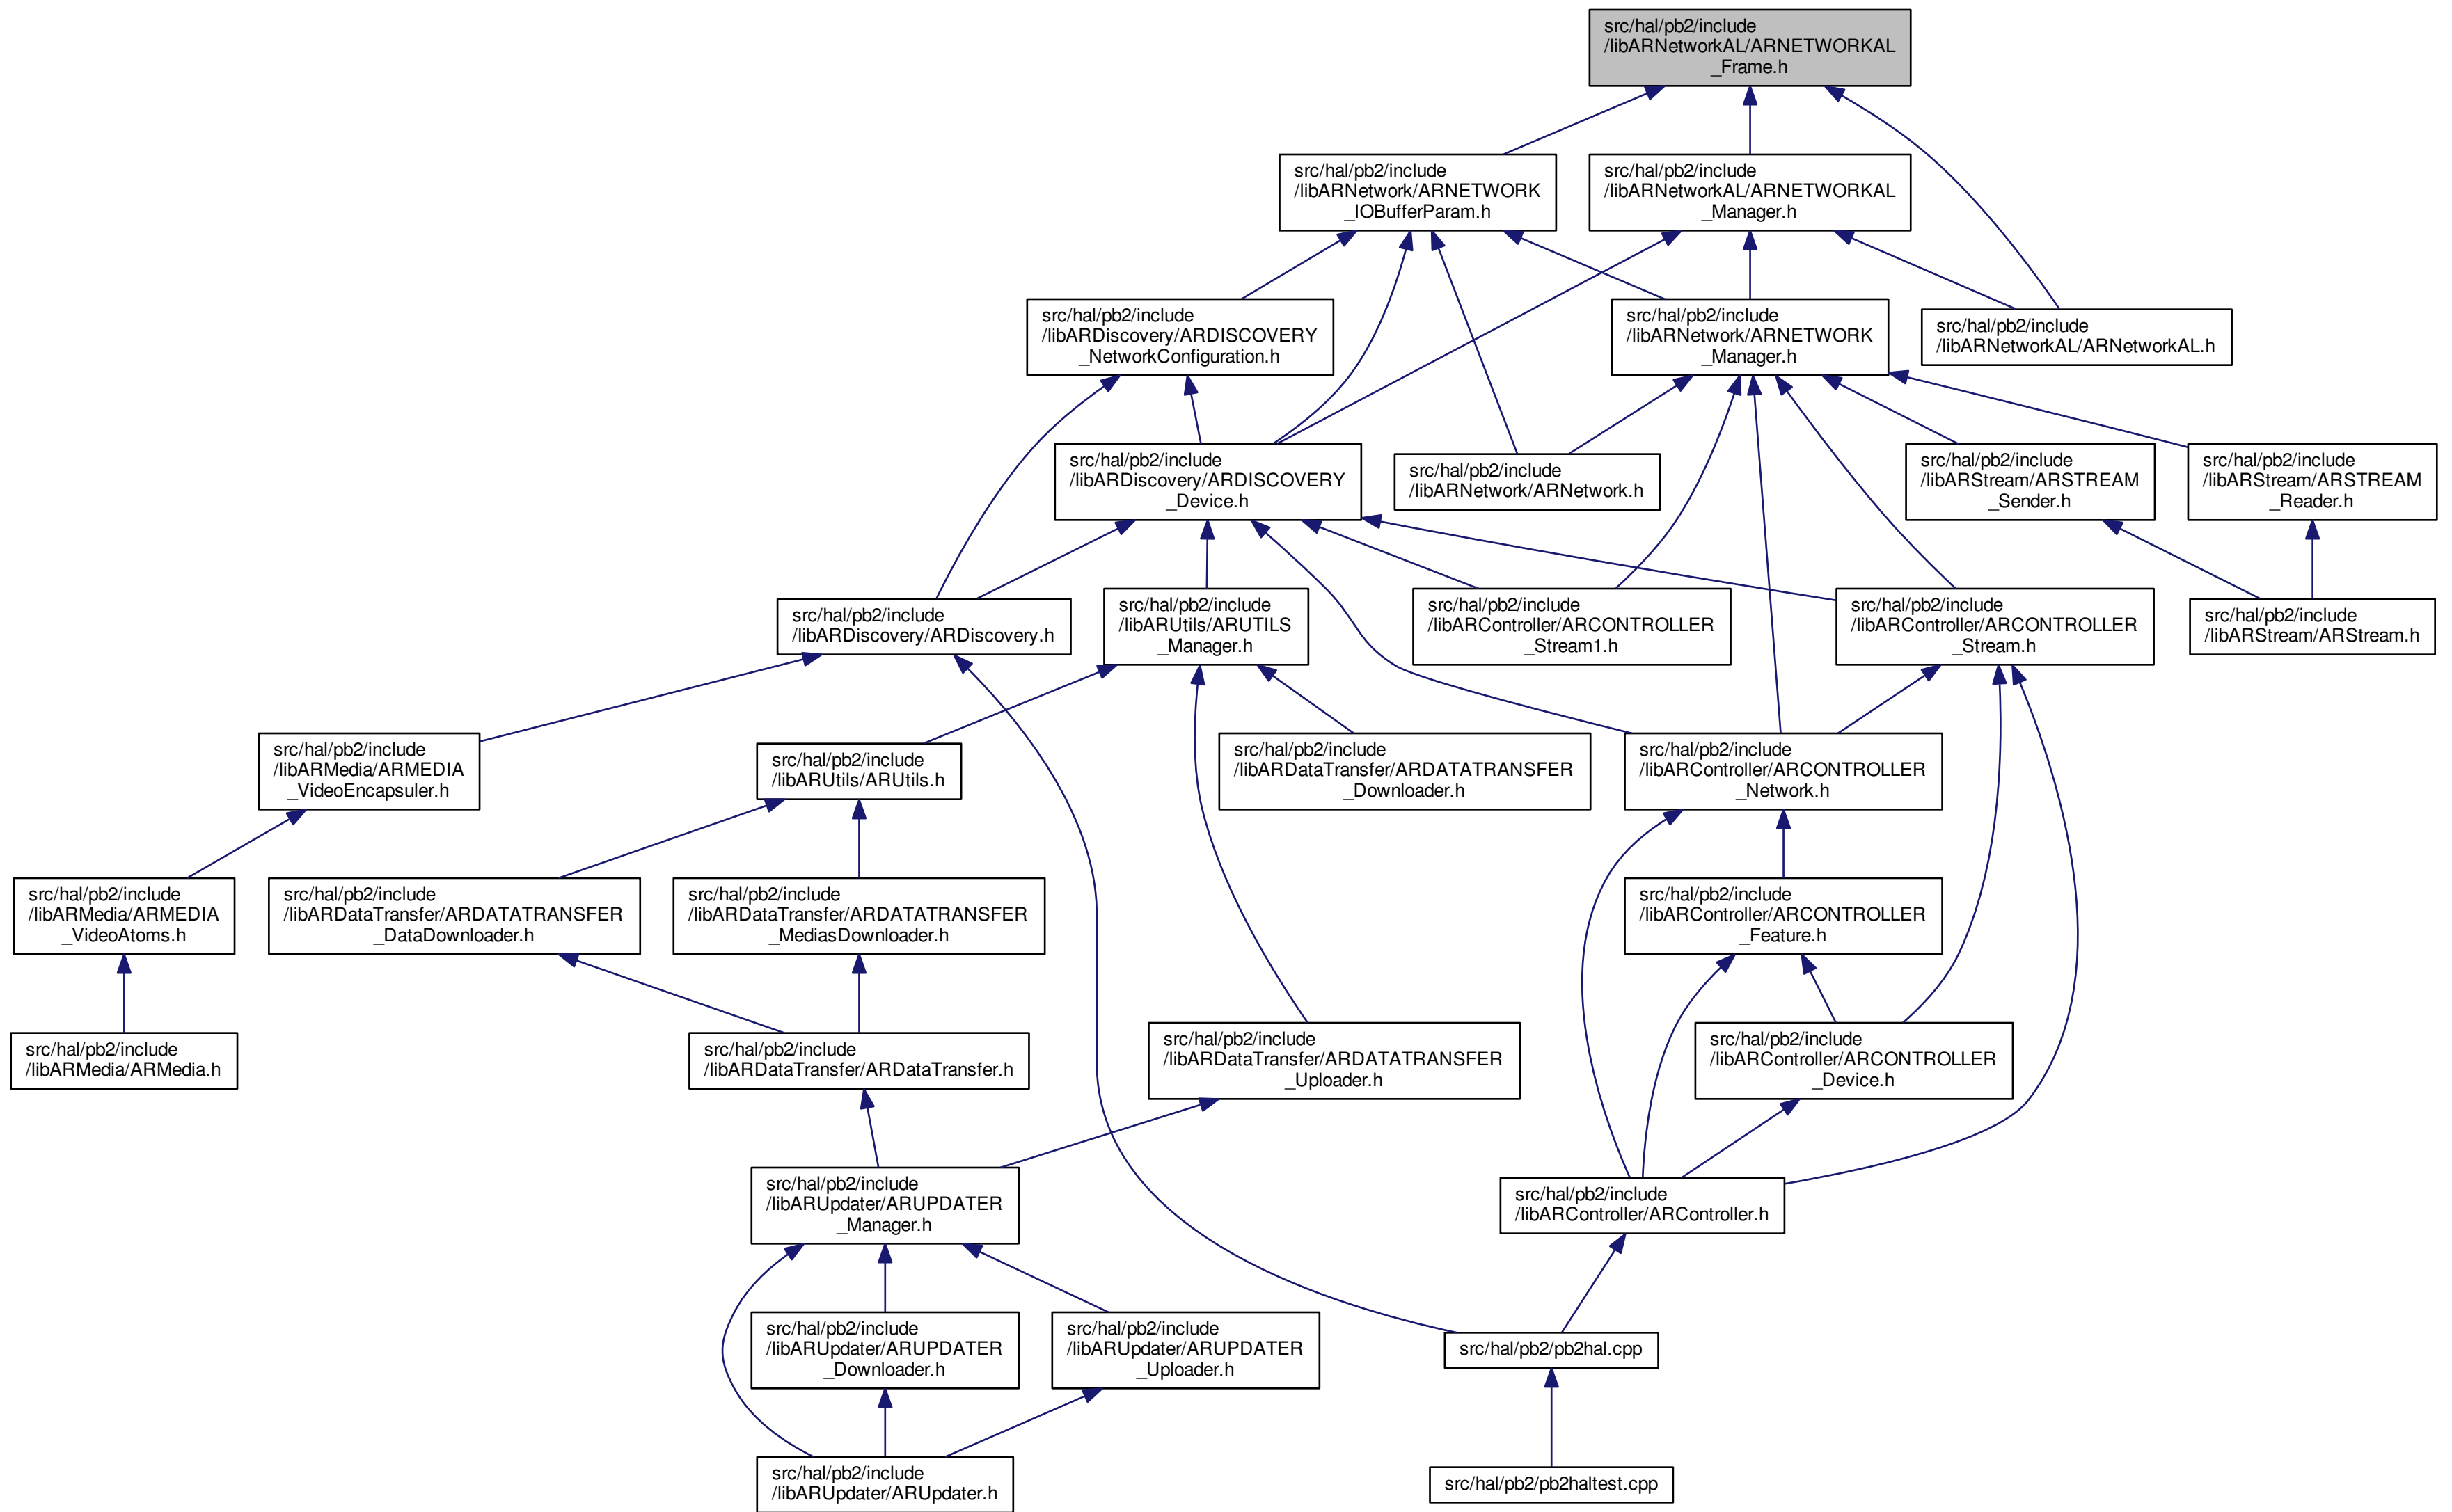 src/hal/pb2/include
/libARNetworkAL/ARNETWORKAL
_Frame.h
src/hal/pb2/include
/libARNetwork/ARNETWORK
_IOBufferParam.h
src/hal/pb2/include
/libARNetworkAL/ARNETWORKAL
_Manager.h
src/hal/pb2/include
/libARDiscovery/ARDISCOVERY
_NetworkConfiguration.h
src/hal/pb2/include
/libARNetwork/ARNETWORK
_Manager.h
src/hal/pb2/include
/libARNetworkAL/ARNetworkAL.h
src/hal/pb2/include
/libARDiscovery/ARDISCOVERY
_Device.h
src/hal/pb2/include
/libARNetwork/ARNetwork.h
src/hal/pb2/include
/libARStream/ARSTREAM
_Sender.h
src/hal/pb2/include
/libARStream/ARSTREAM
_Reader.h
src/hal/pb2/include
/libARDiscovery/ARDiscovery.h
src/hal/pb2/include
/libARUtils/ARUTILS
_Manager.h
src/hal/pb2/include
/libARController/ARCONTROLLER
_Stream1.h
src/hal/pb2/include
/libARController/ARCONTROLLER
_Stream.h
src/hal/pb2/include
/libARStream/ARStream.h
src/hal/pb2/include
/libARMedia/ARMEDIA
_VideoEncapsuler.h
src/hal/pb2/include
/libARUtils/ARUtils.h
src/hal/pb2/include
/libARDataTransfer/ARDATATRANSFER
_Downloader.h
src/hal/pb2/include
/libARController/ARCONTROLLER
_Network.h
src/hal/pb2/include
/libARMedia/ARMEDIA
_VideoAtoms.h
src/hal/pb2/include
/libARDataTransfer/ARDATATRANSFER
_DataDownloader.h
src/hal/pb2/include
/libARDataTransfer/ARDATATRANSFER
_MediasDownloader.h
src/hal/pb2/include
/libARController/ARCONTROLLER
_Feature.h
src/hal/pb2/include
/libARMedia/ARMedia.h
src/hal/pb2/include
/libARDataTransfer/ARDataTransfer.h
src/hal/pb2/include
/libARDataTransfer/ARDATATRANSFER
_Uploader.h
src/hal/pb2/include
/libARController/ARCONTROLLER
_Device.h
src/hal/pb2/include
/libARUpdater/ARUPDATER
_Manager.h
src/hal/pb2/include
/libARController/ARController.h
src/hal/pb2/include
/libARUpdater/ARUPDATER
_Downloader.h
src/hal/pb2/include
/libARUpdater/ARUPDATER
_Uploader.h
src/hal/pb2/pb2hal.cpp
src/hal/pb2/include
/libARUpdater/ARUpdater.h
src/hal/pb2/pb2haltest.cpp